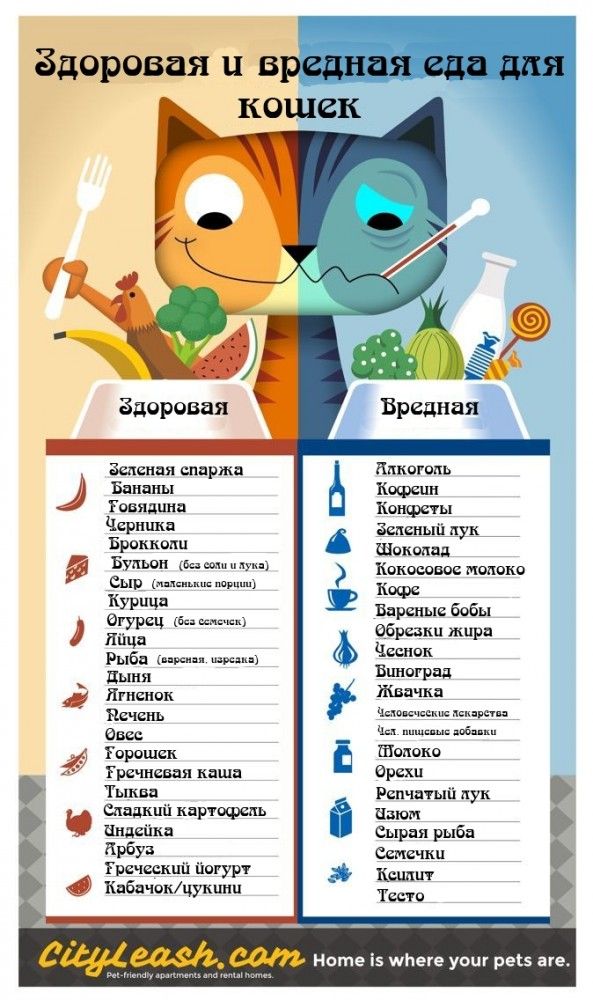 Здоровая и вредная еда для
кошек
Здоровая
Вредная
Зеленая спаржа
Бананы
Говядина
Черника
Брокколи
Бульон (без соли и лука)
Сыр (маленькие порции)
Курица
Огурец (без семечек)
Яйца
Рыба (вареная, изредка)
Дыня
Ягненок
Печень
Овес
Горошек
Гречневая каша
Тыква
Сладкий картофель
Индейка
Арбуз
Греческий йогурт
Кабачок/цукини
Алкоголь
Кофеин
Конфеты
Зеленый лук
Шоколад
Кокосовое молоко
Кофе
Вареные бобы
Обрезки жира
Чеснок
Виноград
Жвачка
Человеческие лекарства
Чел. пищевые добавки
Молоко
Орехи
Репчатый лук
Изюм
Сырая рыба
Семечки
Ксилит
Тесто
CityLeash.com Home is where your pets are.
Pet-friendly apartments and rental homes.